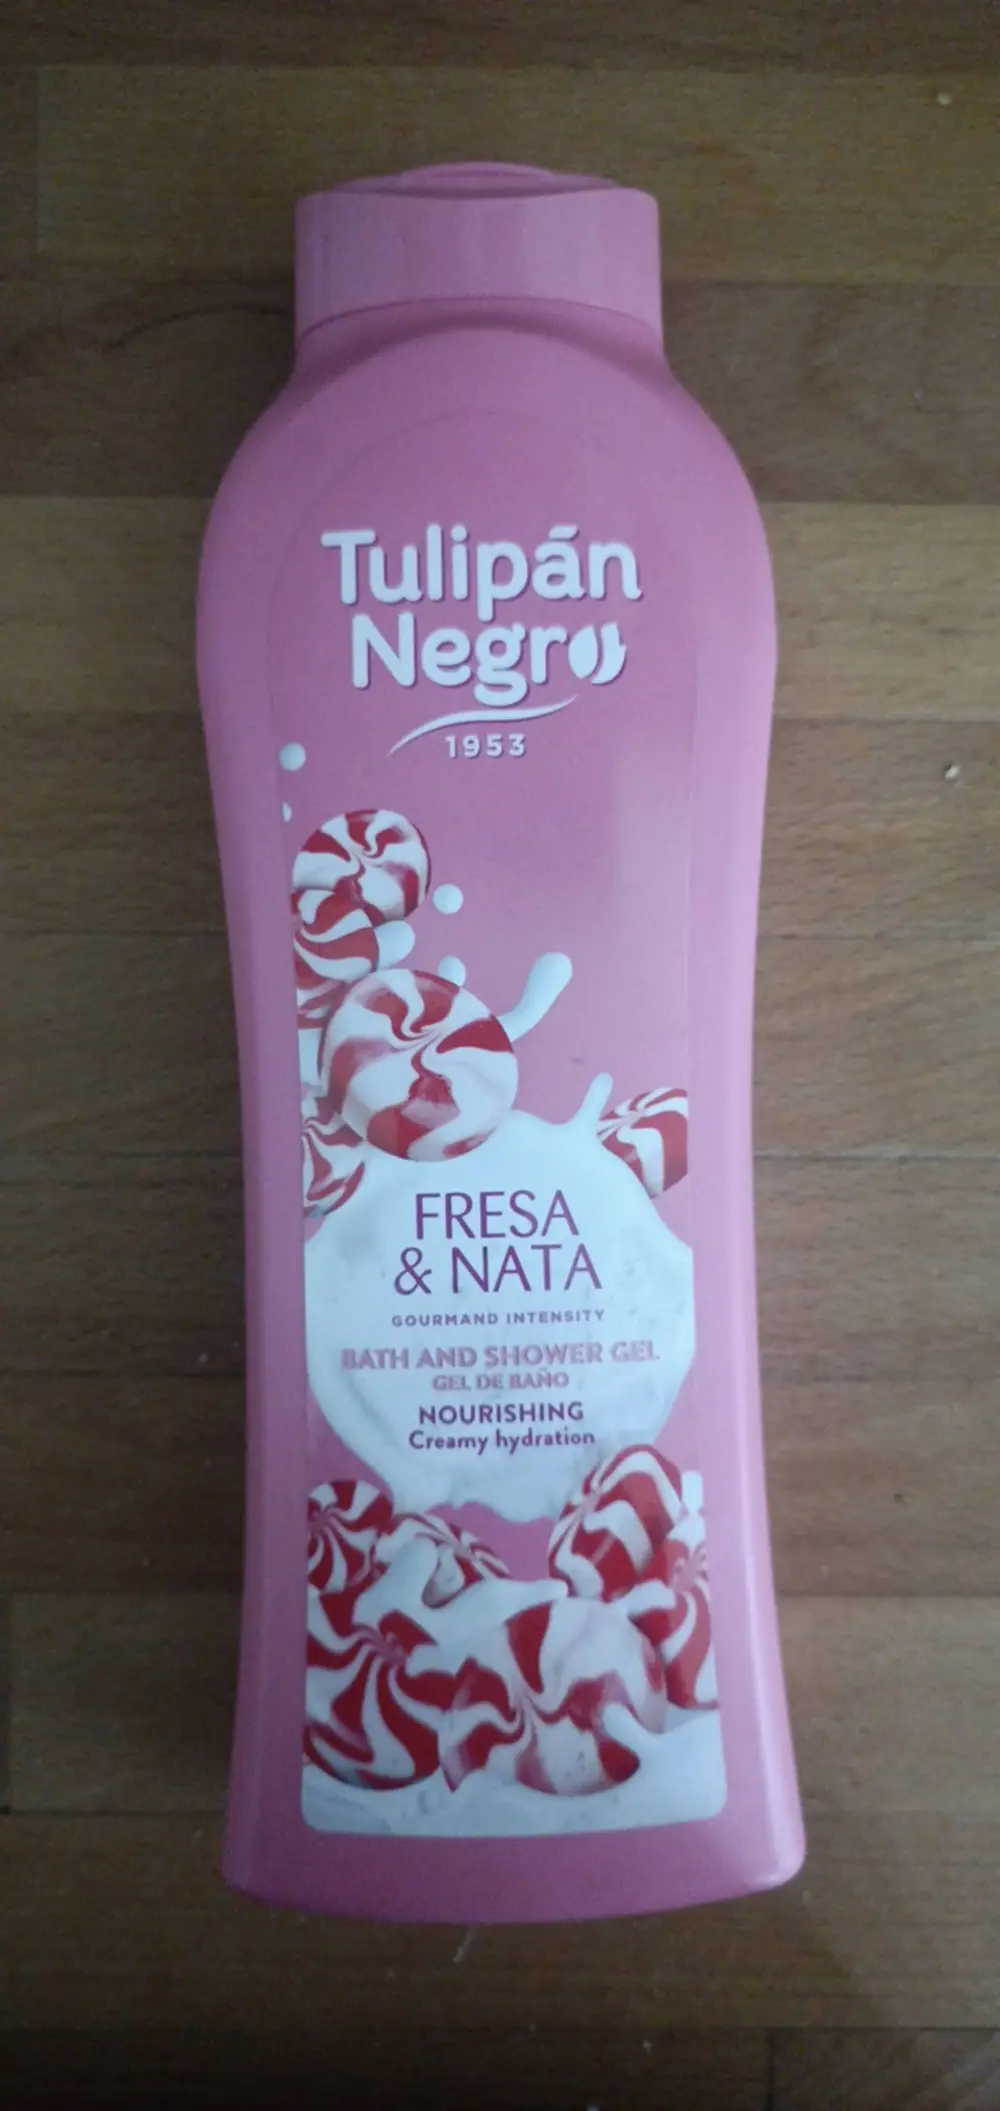 Tulipán
Negro
1953
FRESA
& NATA
GOURMAND INTENSITY
BATH AND SHOWER GEL
GEL DE BAÑO
NOURISHING
Creamy hydration